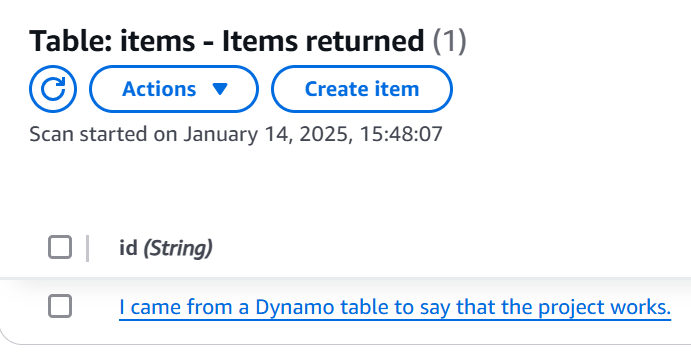 Table: items - Items returned (1)
Actions Create item
Scan started on January 14, 2025, 15:48:07
id (String)
I came from a Dynamo table to say that the project works.